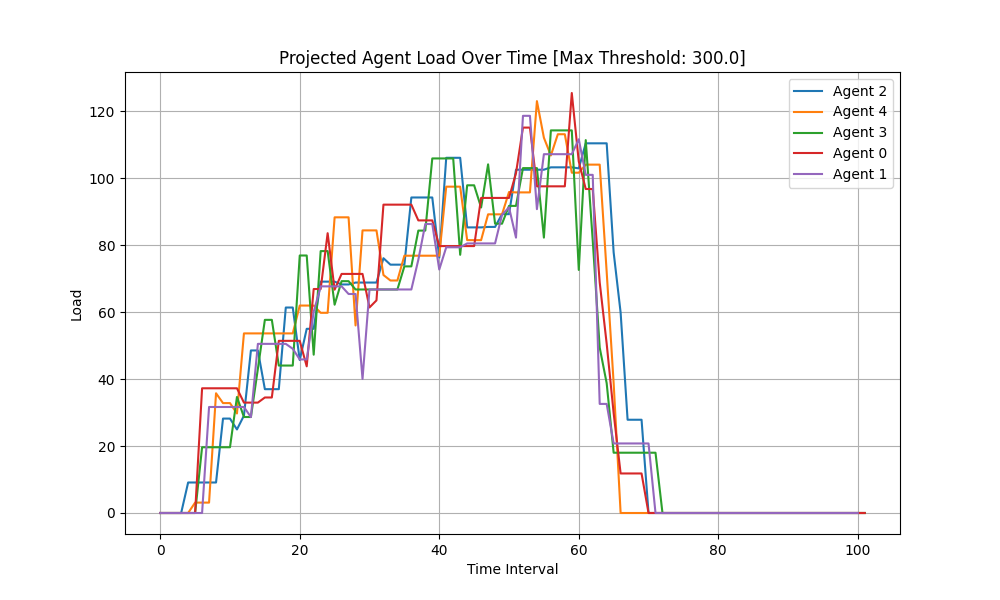 Projected Agent Load Over Time [Max Threshold: 300.0]
Agent 2
Agent 4
Agent 3
Agent 0
Agent 1
Load
120
100
80
60
40
20
0
0 20 40 60 80 100
Time Interval